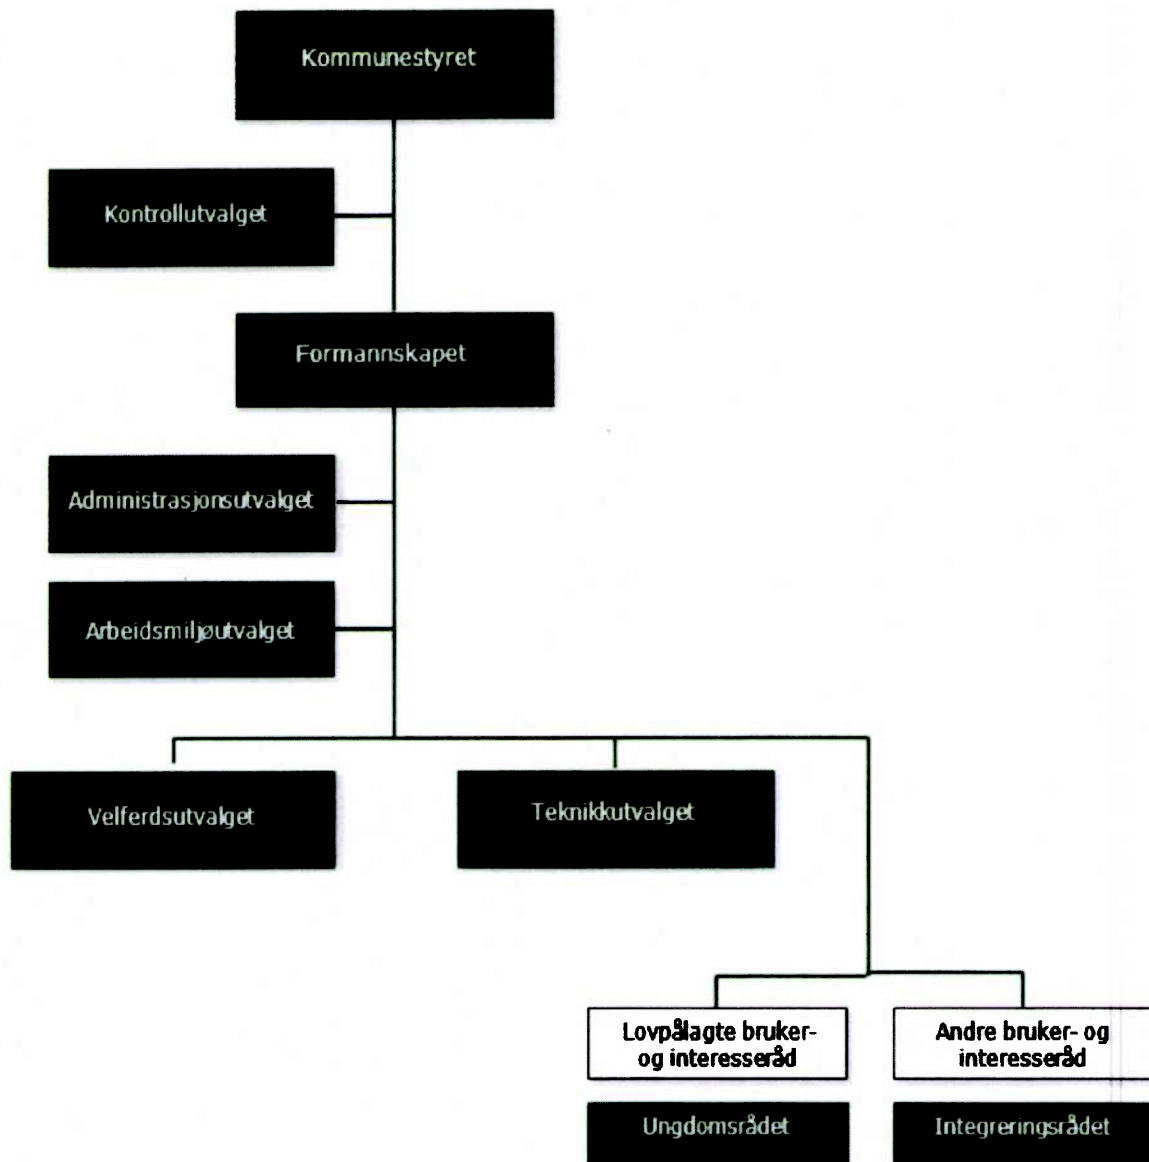 Kommunestyret
Kontrollutvalget
Formannskapet
Administrasjonsutvalget
Arbeidsmiljøutvalget
Velferdsutvalget
Teknikkutvalget
Lovpålagte bruker-
og interesseråd
Andre bruker- og
interesseråd
Ungdomsrådet
Integreringsrådet